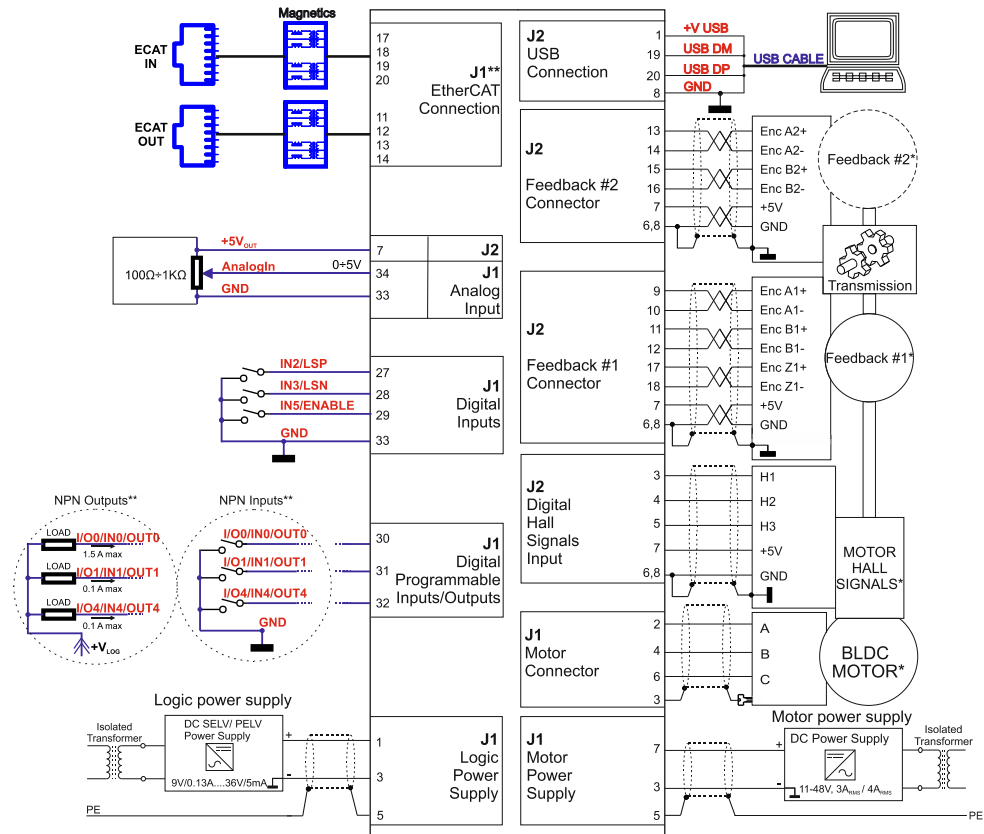 Magnetics
ECAT
IN
17
18
19
20
J1**
EtherCAT
Connection
ECAT
OUT
11
12
13
14
+5VOUT
7
J2
100Ω÷1KΩ
AnalogIn
0÷5V
34
J1
Analog
Input
GND
33
IN2/LSP
27
IN3/LSN
28
IN5/ENABLE
29
GND
33
J1
Digital
Inputs
NPN Outputs**
LOAD
I/O0/IN0/OUT0
1.5 A max
LOAD
I/O1/IN1/OUT1
0.1 A max
LOAD
I/O4/IN4/OUT4
0.1 A max
+VLOG
NPN Inputs**
I/O0/IN0/OUT0
I/O1/IN1/OUT1
I/O4/IN4/OUT4
GND
30
31
32
J1
Digital
Programmable
Inputs/Outputs
Logic power supply
Isolated
Transformer
DC SELV/ PELV
Power Supply
9V/0.13A....36V/5mA
+
-
PE
1
3
5
J1
Logic
Power
Supply
J2
USB
Connection
1
19
20
8
+V USB
USB DM
USB DP
GND
USB CABLE
J2
Feedback #2
Connector
13
14
15
16
7
6,8
Enc A2+
Enc A2-
Enc B2+
Enc B2-
+5V
GND
Feedback #2*
Transmission
J2
Feedback #1
Connector
9
10
11
12
17
18
7
6,8
Enc A1+
Enc A1-
Enc B1+
Enc B1-
Enc Z1+
Enc Z1-
+5V
GND
Feedback #1*
J2
Digital
Hall
Signals
Input
3
4
5
7
6,8
H1
H2
H3
+5V
GND
MOTOR
HALL
SIGNALS*
J1
Motor
Connector
2
4
6
3
A
B
C
BLDC
MOTOR*
Motor power supply
J1
Motor
Power
Supply
7
3
5
+
-
DC Power Supply
11-48V, 3ARMS / 4ARMS
Isolated
Transformer
PE